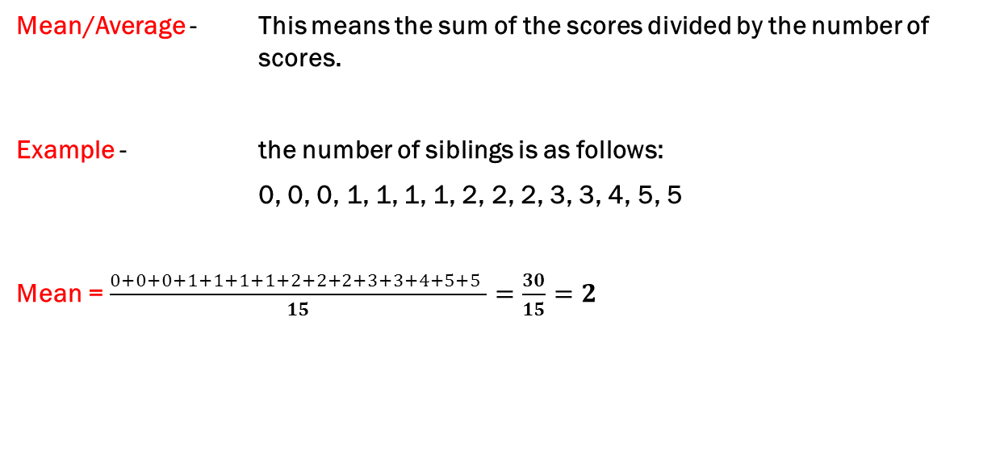 Mean/Average - This means the sum of the scores divided by the number of
scores.
Example - the number of siblings is as follows:
0, 0, 0, 1, 1, 1, 1, 2, 2, 2, 3, 3, 4, 5, 5
Mean = 0+0+0+1+1+1+1+2+2+2+3+3+4+5+5 / 15 = 30 / 15 = 2